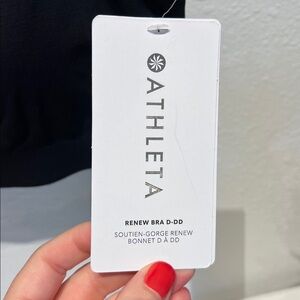 ATHLETA
RENEW BRA D-DD
SOUTIEN-GORGE RENEW
BONNET D À DD